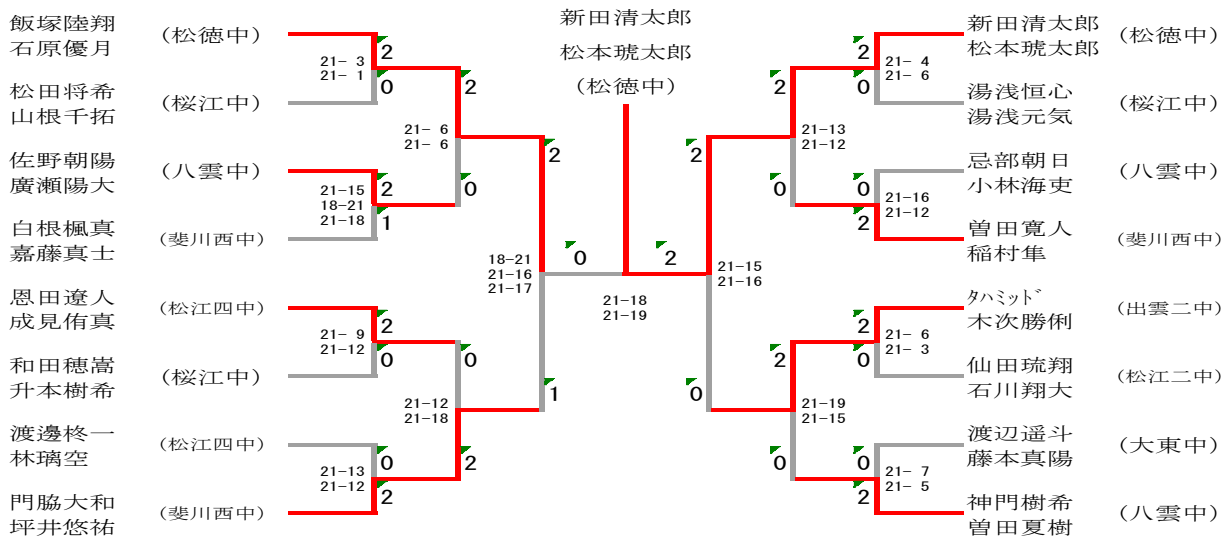 新田清太郎
松本琥太郎
(松徳中)
飯塚陸翔
石原優月
(松徳中)
2
21- 3
21- 1
0
松田将希
山根千拓
(桜江中)
2
21- 6
21- 6
0
佐野朝陽
廣瀬陽大
(八雲中)
2
21-15
18-21
21-18
1
白根楓真
嘉藤真士
(斐川西中)
2
18-21
21-16
21-17
1
恩田遼人
成見侑真
(松江四中)
2
21- 9
21-12
0
和田穂嵩
升本樹希
(桜江中)
0
21-12
21-18
2
渡邊柊一
林璃空
(松江四中)
0
21-13
21-12
2
門脇大和
坪井悠祐
(斐川西中)
0
2
21-18
21-19
新田清太郎
松本琥太郎
(松徳中)
2
21- 4
21- 6
0
湯浅恒心
湯浅元気
(桜江中)
2
21-13
21-12
0
忌部朝日
小林海吏
(八雲中)
0
21-16
21-12
2
曽田寛人
稲村隼
(斐川西中)
2
21-15
21-16
0
ﾀﾊﾐｯﾄﾞ
木次勝俐
(出雲二中)
2
21- 6
21- 3
0
仙田琉翔
石川翔大
(松江二中)
2
21-19
21-15
0
渡辺遥斗
藤本真陽
(大東中)
0
21- 7
21- 5
2
神門樹希
曽田夏樹
(八雲中)